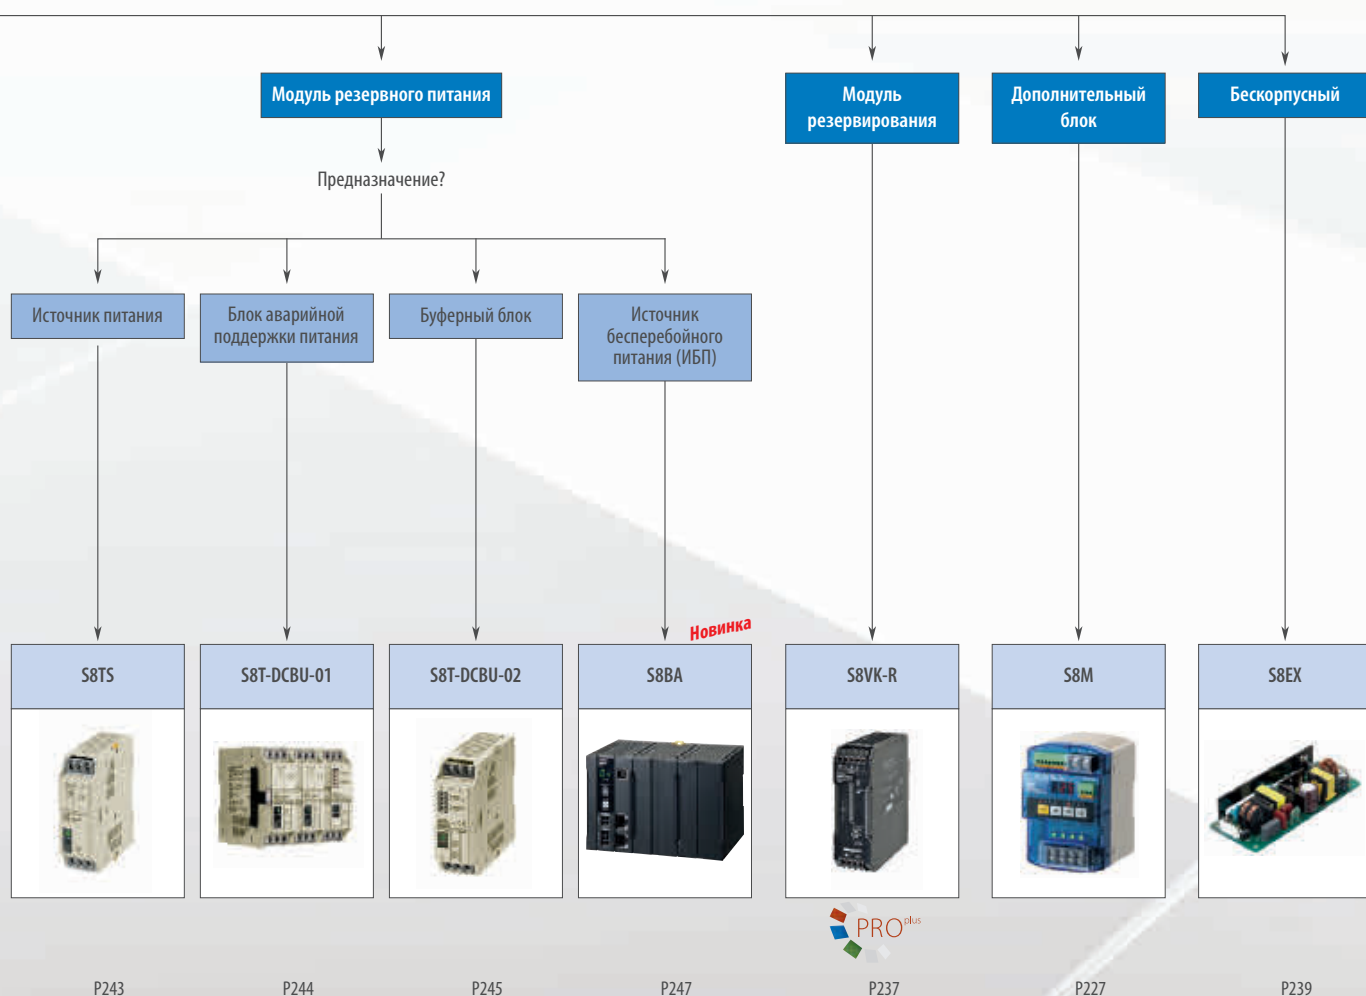 Модуль резервного питания
Модуль
резервирования
Дополнительный
блок
Бескорпусный
Предназначение?
Источник питания
Блок аварийной
поддержки питания
Буферный блок
Источник
бесперебойного
питания (ИБП)
Новинка
S8TS
S8T-DCBU-01
S8T-DCBU-02
S8BA
S8VK-R
S8M
S8EX
PRO plus
P243
P244
P245
P247
P237
P227
P239